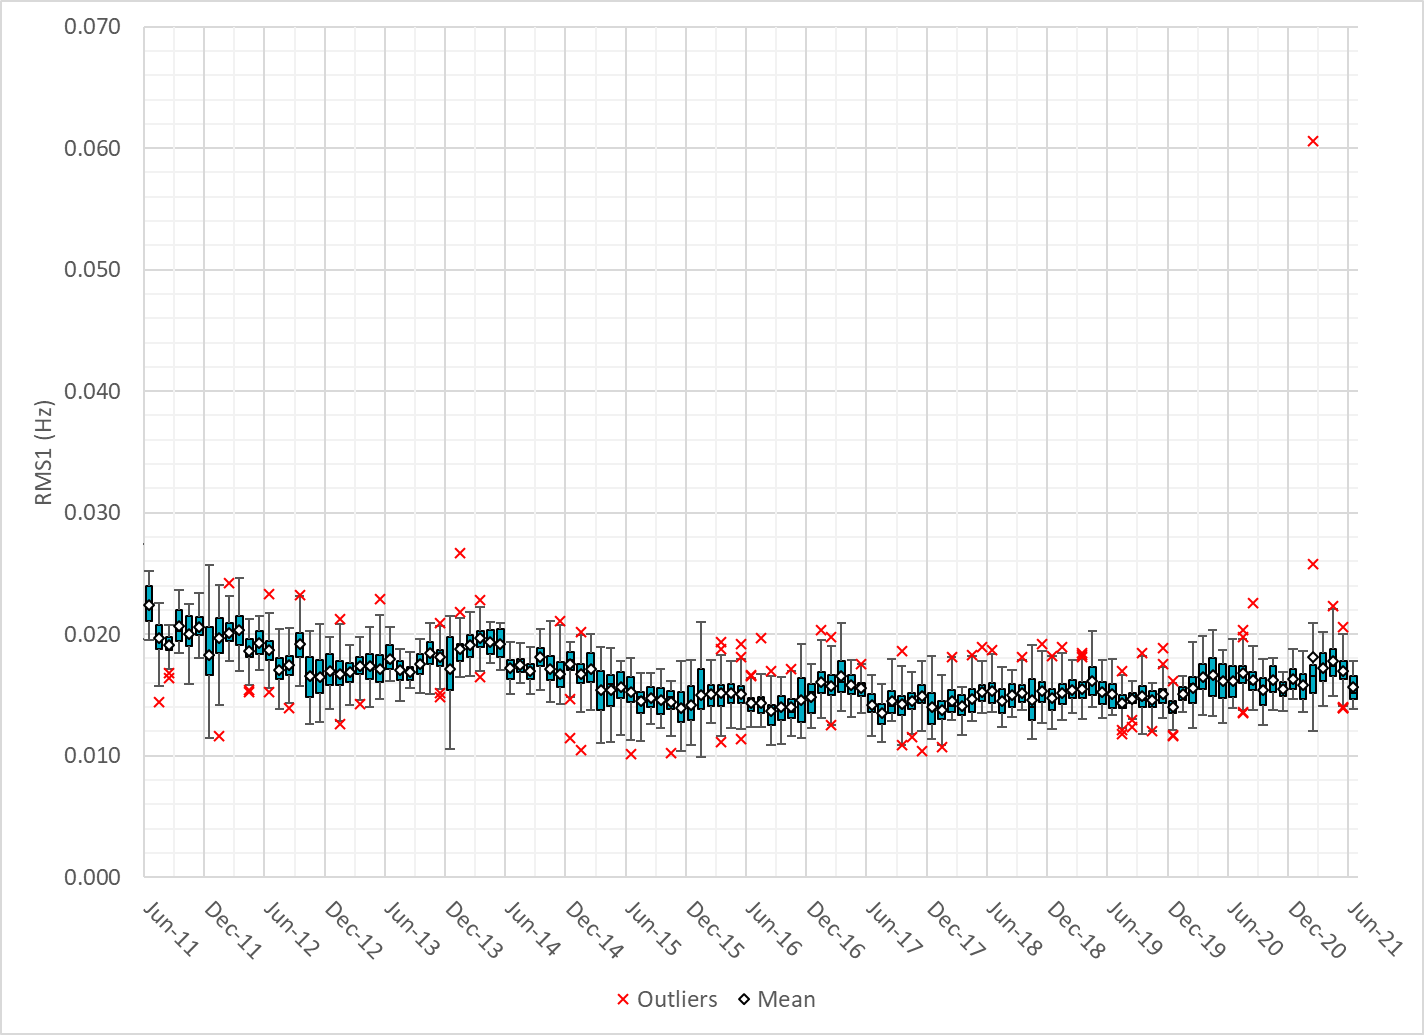 0.070
0.060
0.050
0.040
0.030
0.020
0.010
0.000
RMS1 (Hz)
Jun-11
Dec-11
Jun-12
Dec-12
Jun-13
Dec-13
Jun-14
Dec-14
Jun-15
Dec-15
Jun-16
Dec-16
Jun-17
Dec-17
Jun-18
Dec-18
Jun-19
Dec-19
Jun-20
Dec-20
Jun-21
Outliers Mean